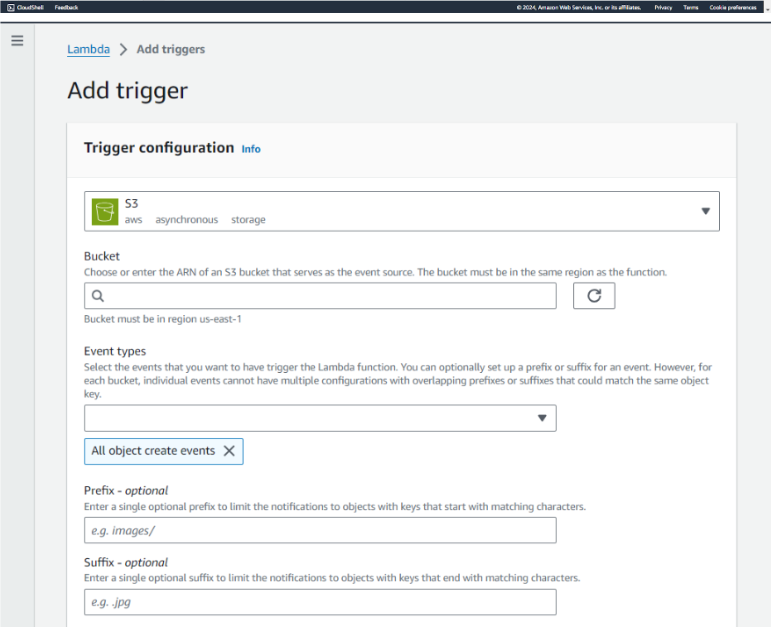 CloudShell Feedback © 2024, Amazon Web Services, Inc. or its affiliates. Privacy Terms Cookie preferences
Lambda > Add triggers
Add trigger
Trigger configuration Info
S3
aws asynchronous storage
Bucket
Choose or enter the ARN of an S3 bucket that serves as the event source. The bucket must be in the same region as the function.
Bucket must be in region us-east-1
Event types
Select the events that you want to have trigger the Lambda function. You can optionally set up a prefix or suffix for an event. However, for
each bucket, individual events cannot have multiple configurations with overlapping prefixes or suffixes that could match the same object
key.
All object create events
Prefix - optional
Enter a single optional prefix to limit the notifications to objects with keys that start with matching characters.
e.g. images/
Suffix - optional
Enter a single optional suffix to limit the notifications to objects with keys that end with matching characters.
e.g. .jpg